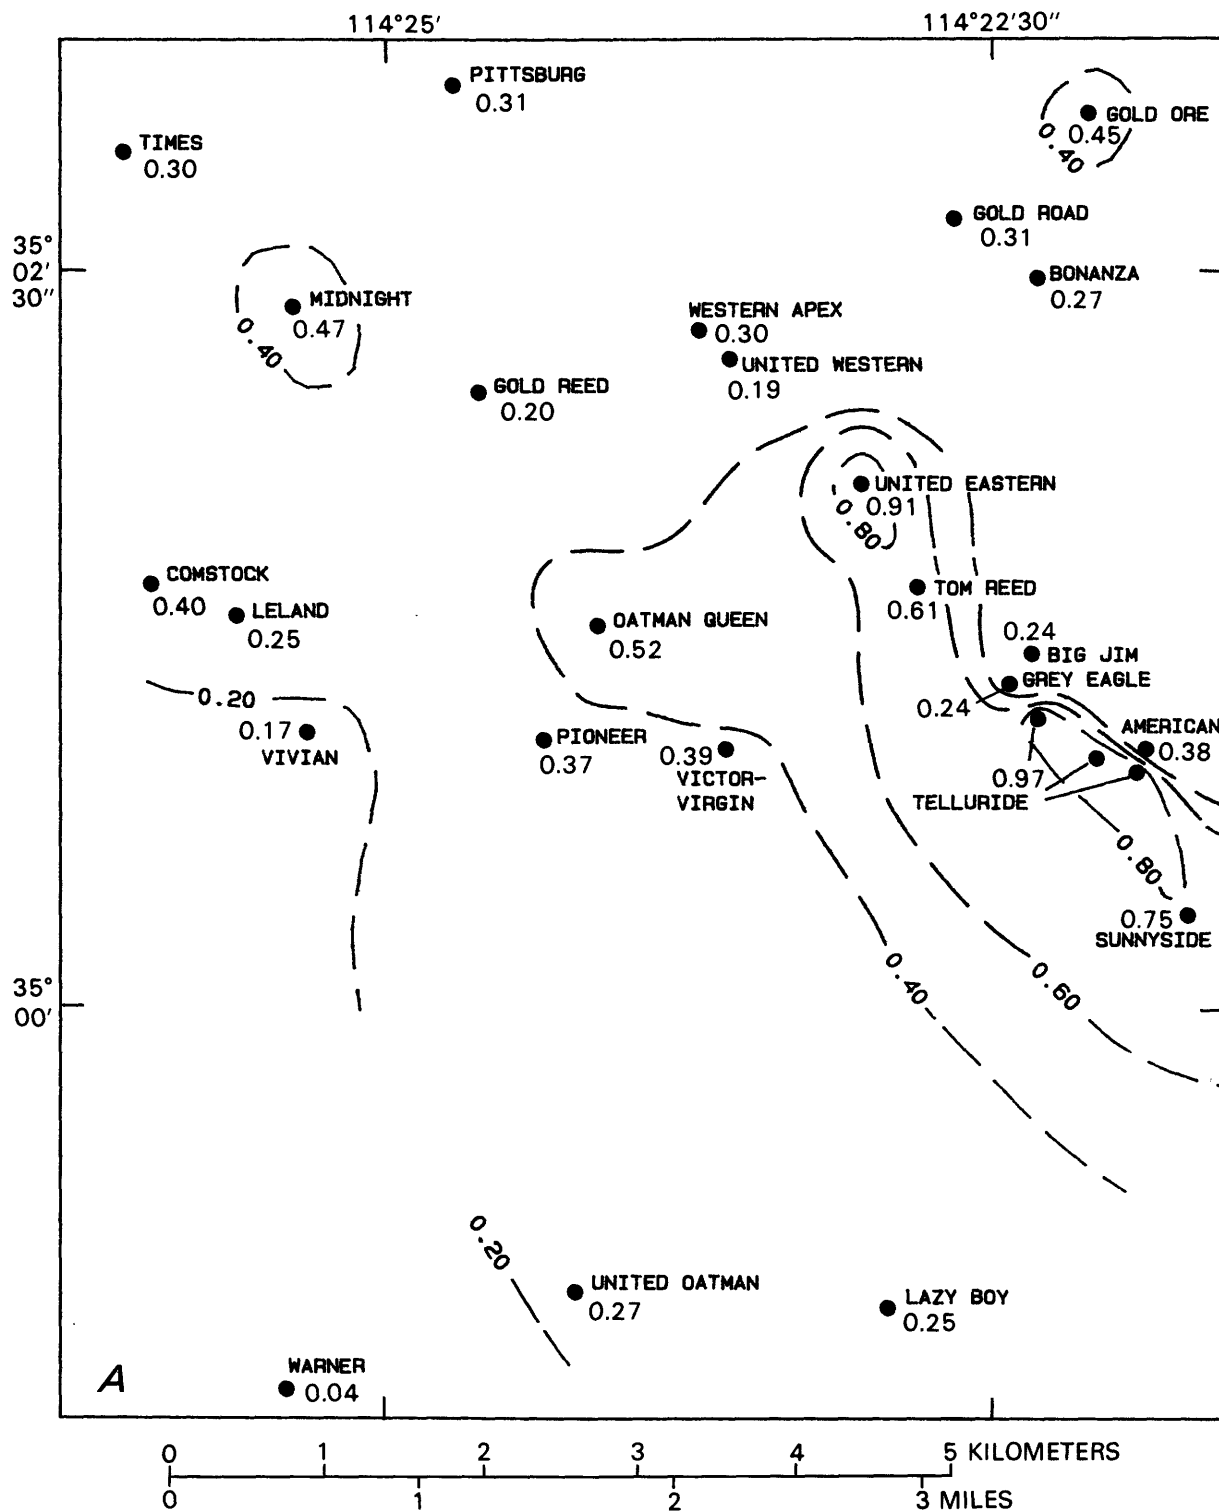 114°25′
114°22′30″
PITTSBURG
0.31
GOLD ORE
0.45
0.40
TIMES
0.30
GOLD ROAD
0.31
35°
02′
30″
BONANZA
0.27
MIDNIGHT
0.47
0.40
WESTERN APEX
0.30
UNITED WESTERN
0.19
GOLD REED
0.20
UNITED EASTERN
0.91
0.80
COMSTOCK
0.40
LELAND
0.25
TOM REED
0.61
OATMAN QUEEN
0.52
0.24
BIG JIM
GREY EAGLE
0.24
0.20
0.17
VIVIAN
PIONEER
0.37
0.39
VICTOR-
VIRGIN
AMERICAN
0.38
0.97
TELLURIDE
0.80
0.75
SUNNYSIDE
0.40
0.60
35°
00′
0.20
UNITED OATMAN
0.27
LAZY BOY
0.25
WARNER
0.04
A
0 1 2 3 4 5 KILOMETERS
0 1 2 3 MILES